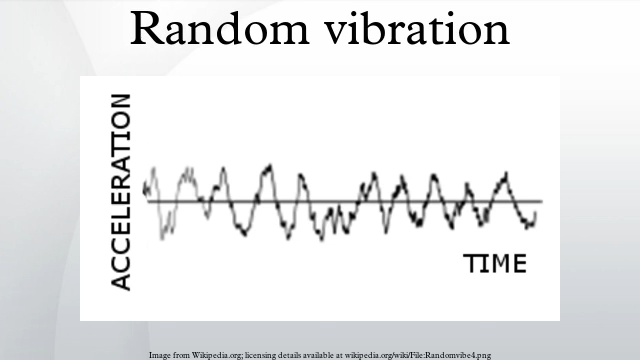 Random vibration
ACCELERATION
TIME
Image from Wikipedia.org; licensing details available at wikipedia.org/wiki/File:Randomvibe4.png